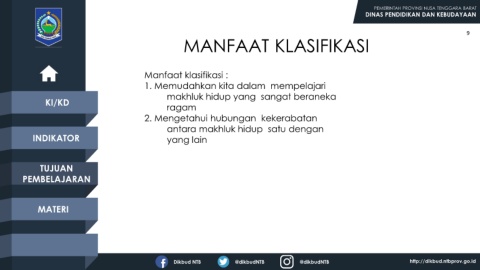 PEMERINTAH PROVINSI NUSA TENGGARA BARAT
DINAS PENDIDIKAN DAN KEBUDAYAAN
9
MANFAAT KLASIFIKASI
Manfaat klasifikasi :
1. Memudahkan kita dalam mempelajari
makhluk hidup yang sangat beraneka
ragam
2. Mengetahui hubungan kekerabatan
antara makhluk hidup satu dengan
yang lain
KI/KD
INDIKATOR
TUJUAN
PEMBELAJARAN
MATERI
Dikbud NTB
@dikbudNTB
@dikbudNTB
http://dikbud.ntbprov.go.id